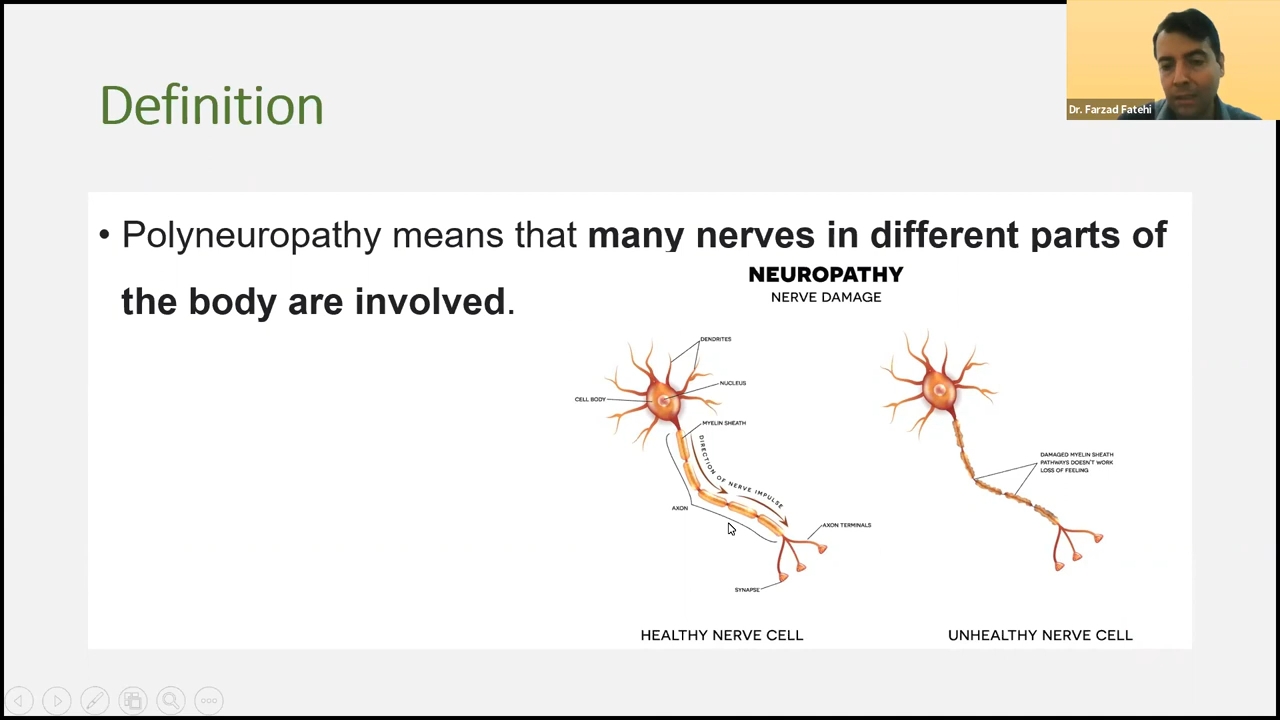 Definition
Dr. Farzad Fatehi
• Polyneuropathy means that many nerves in different parts of
the body are involved.
NEUROPATHY
NERVE DAMAGE
DENDRITES
NUCLEUS
CELL BODY
MYELIN SHEATH
DIRECTION OF NERVE IMPULSE
AXON
AXON TERMINALS
SYNAPSE
HEALTHY NERVE CELL
DAMAGED MYELIN SHEATH
PATHWAYS DOESN'T WORK
LOSS OF FEELING
UNHEALTHY NERVE CELL